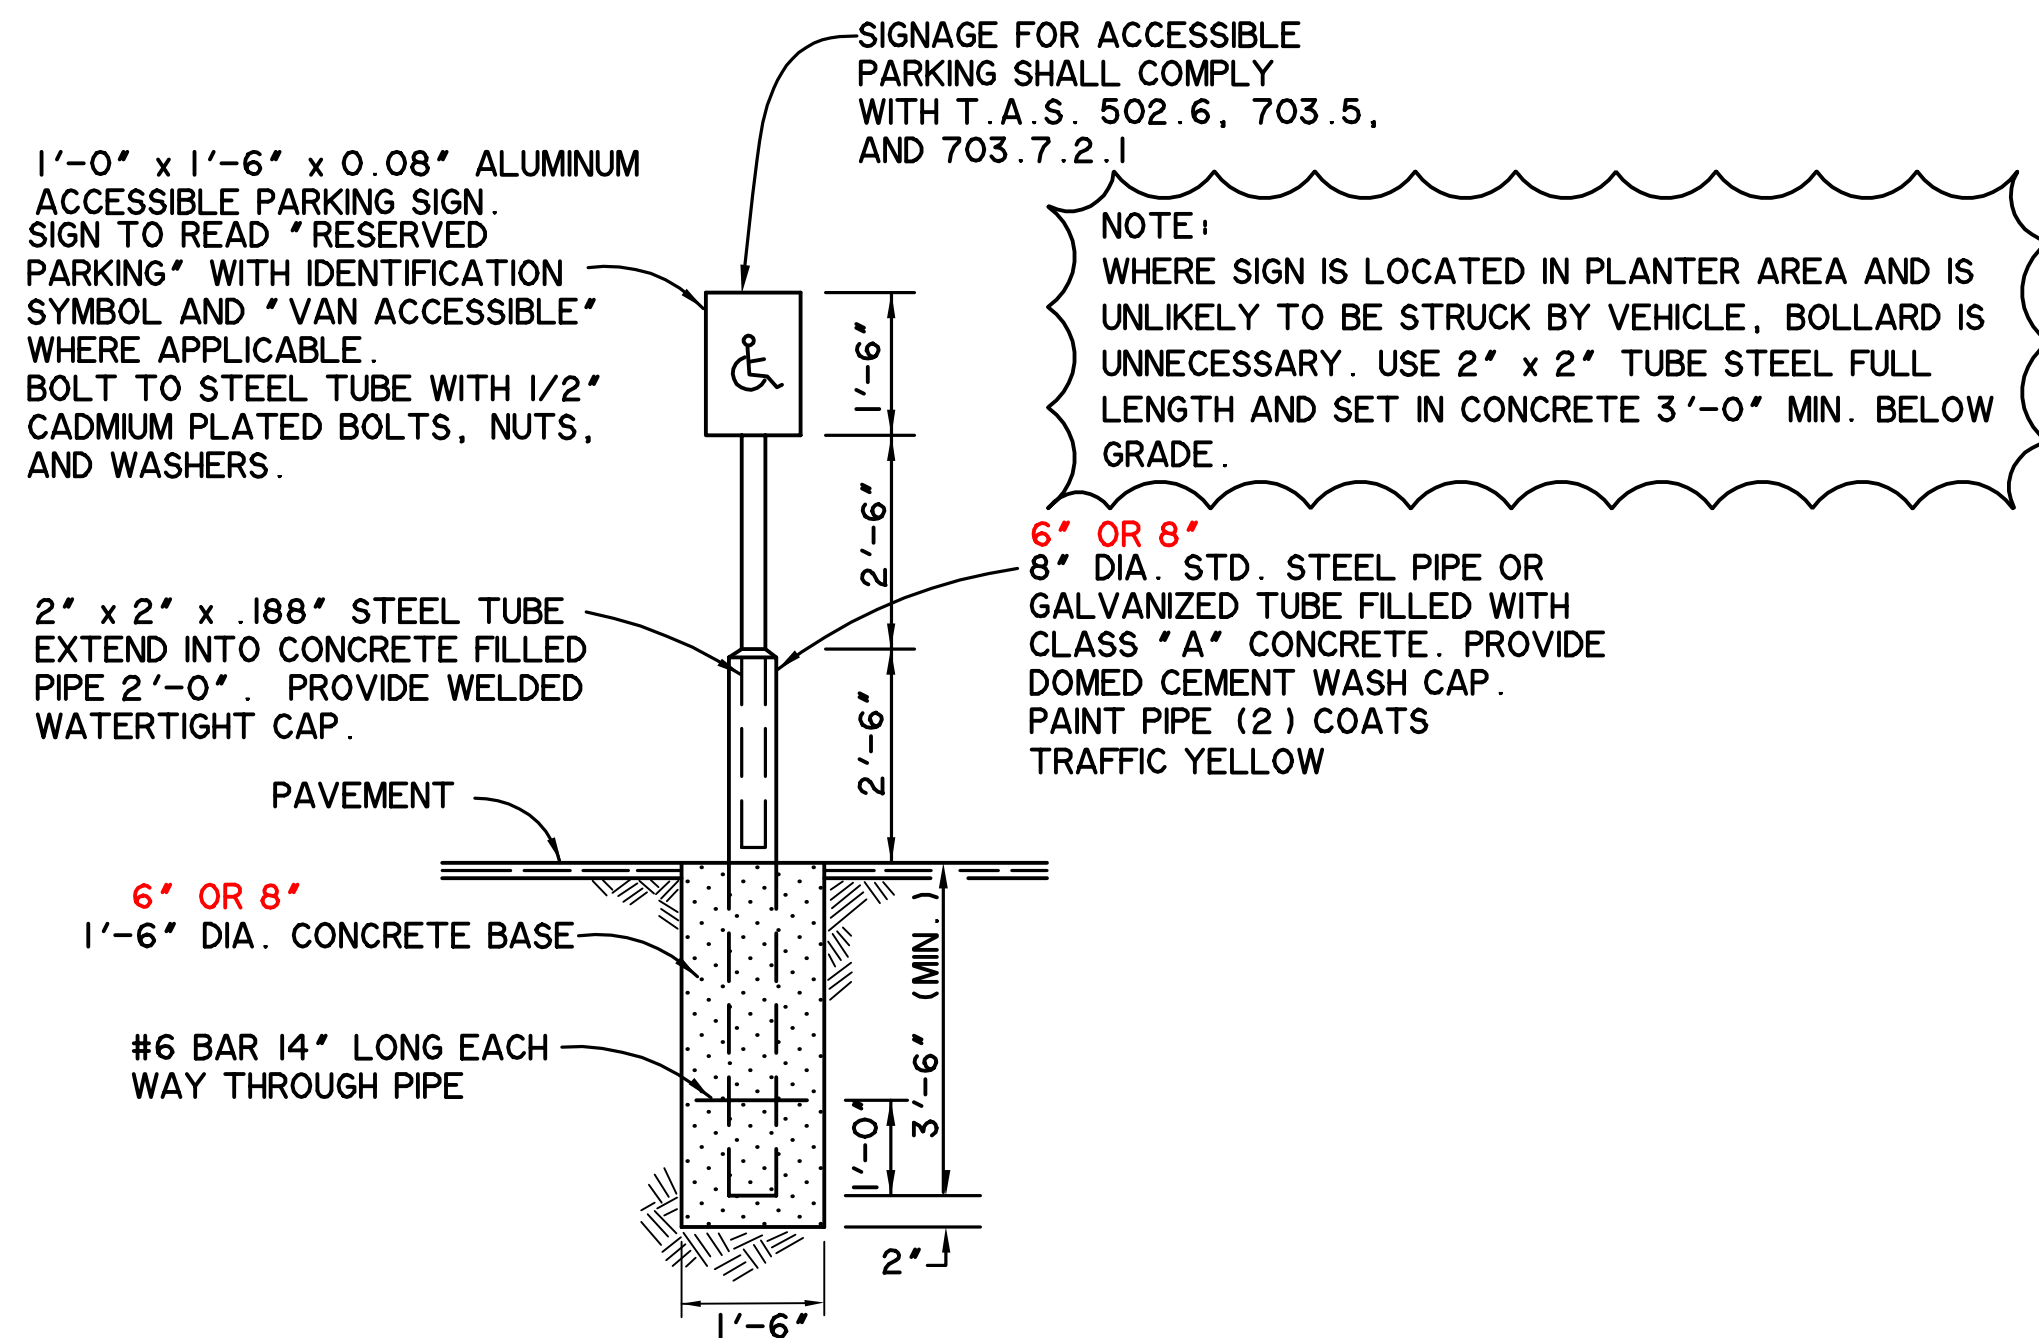 SIGNAGE FOR ACCESSIBLE
PARKING SHALL COMPLY
WITH T.A.S. 502.6, 703.5,
AND 703.7.2.1
1'-0" x 1'-6" x 0.08" ALUMINUM
ACCESSIBLE PARKING SIGN.
SIGN TO READ "RESERVED
PARKING" WITH IDENTIFICATION
SYMBOL AND "VAN ACCESSIBLE"
WHERE APPLICABLE.
BOLT TO STEEL TUBE WITH 1/2"
CADMIUM PLATED BOLTS, NUTS,
AND WASHERS.
NOTE:
WHERE SIGN IS LOCATED IN PLANTER AREA AND IS
UNLIKELY TO BE STRUCK BY VEHICLE, BOLLARD IS
UNNECESSARY. USE 2" x 2" TUBE STEEL FULL
LENGTH AND SET IN CONCRETE 3'-0" MIN. BELOW
GRADE.
1'-6"
2'-6"
2'-6"
6" OR 8"
8" DIA. STD. STEEL PIPE OR
GALVANIZED TUBE FILLED WITH
CLASS "A" CONCRETE. PROVIDE
DOMED CEMENT WASH CAP.
PAINT PIPE (2) COATS
TRAFFIC YELLOW
2" x 2" x .188" STEEL TUBE
EXTEND INTO CONCRETE FILLED
PIPE 2'-0". PROVIDE WELDED
WATERTIGHT CAP.
PAVEMENT
6" OR 8"
1'-6" DIA. CONCRETE BASE
#6 BAR 14" LONG EACH
WAY THROUGH PIPE
1'-0"
3'-6" (MIN.)
2"
1'-6"